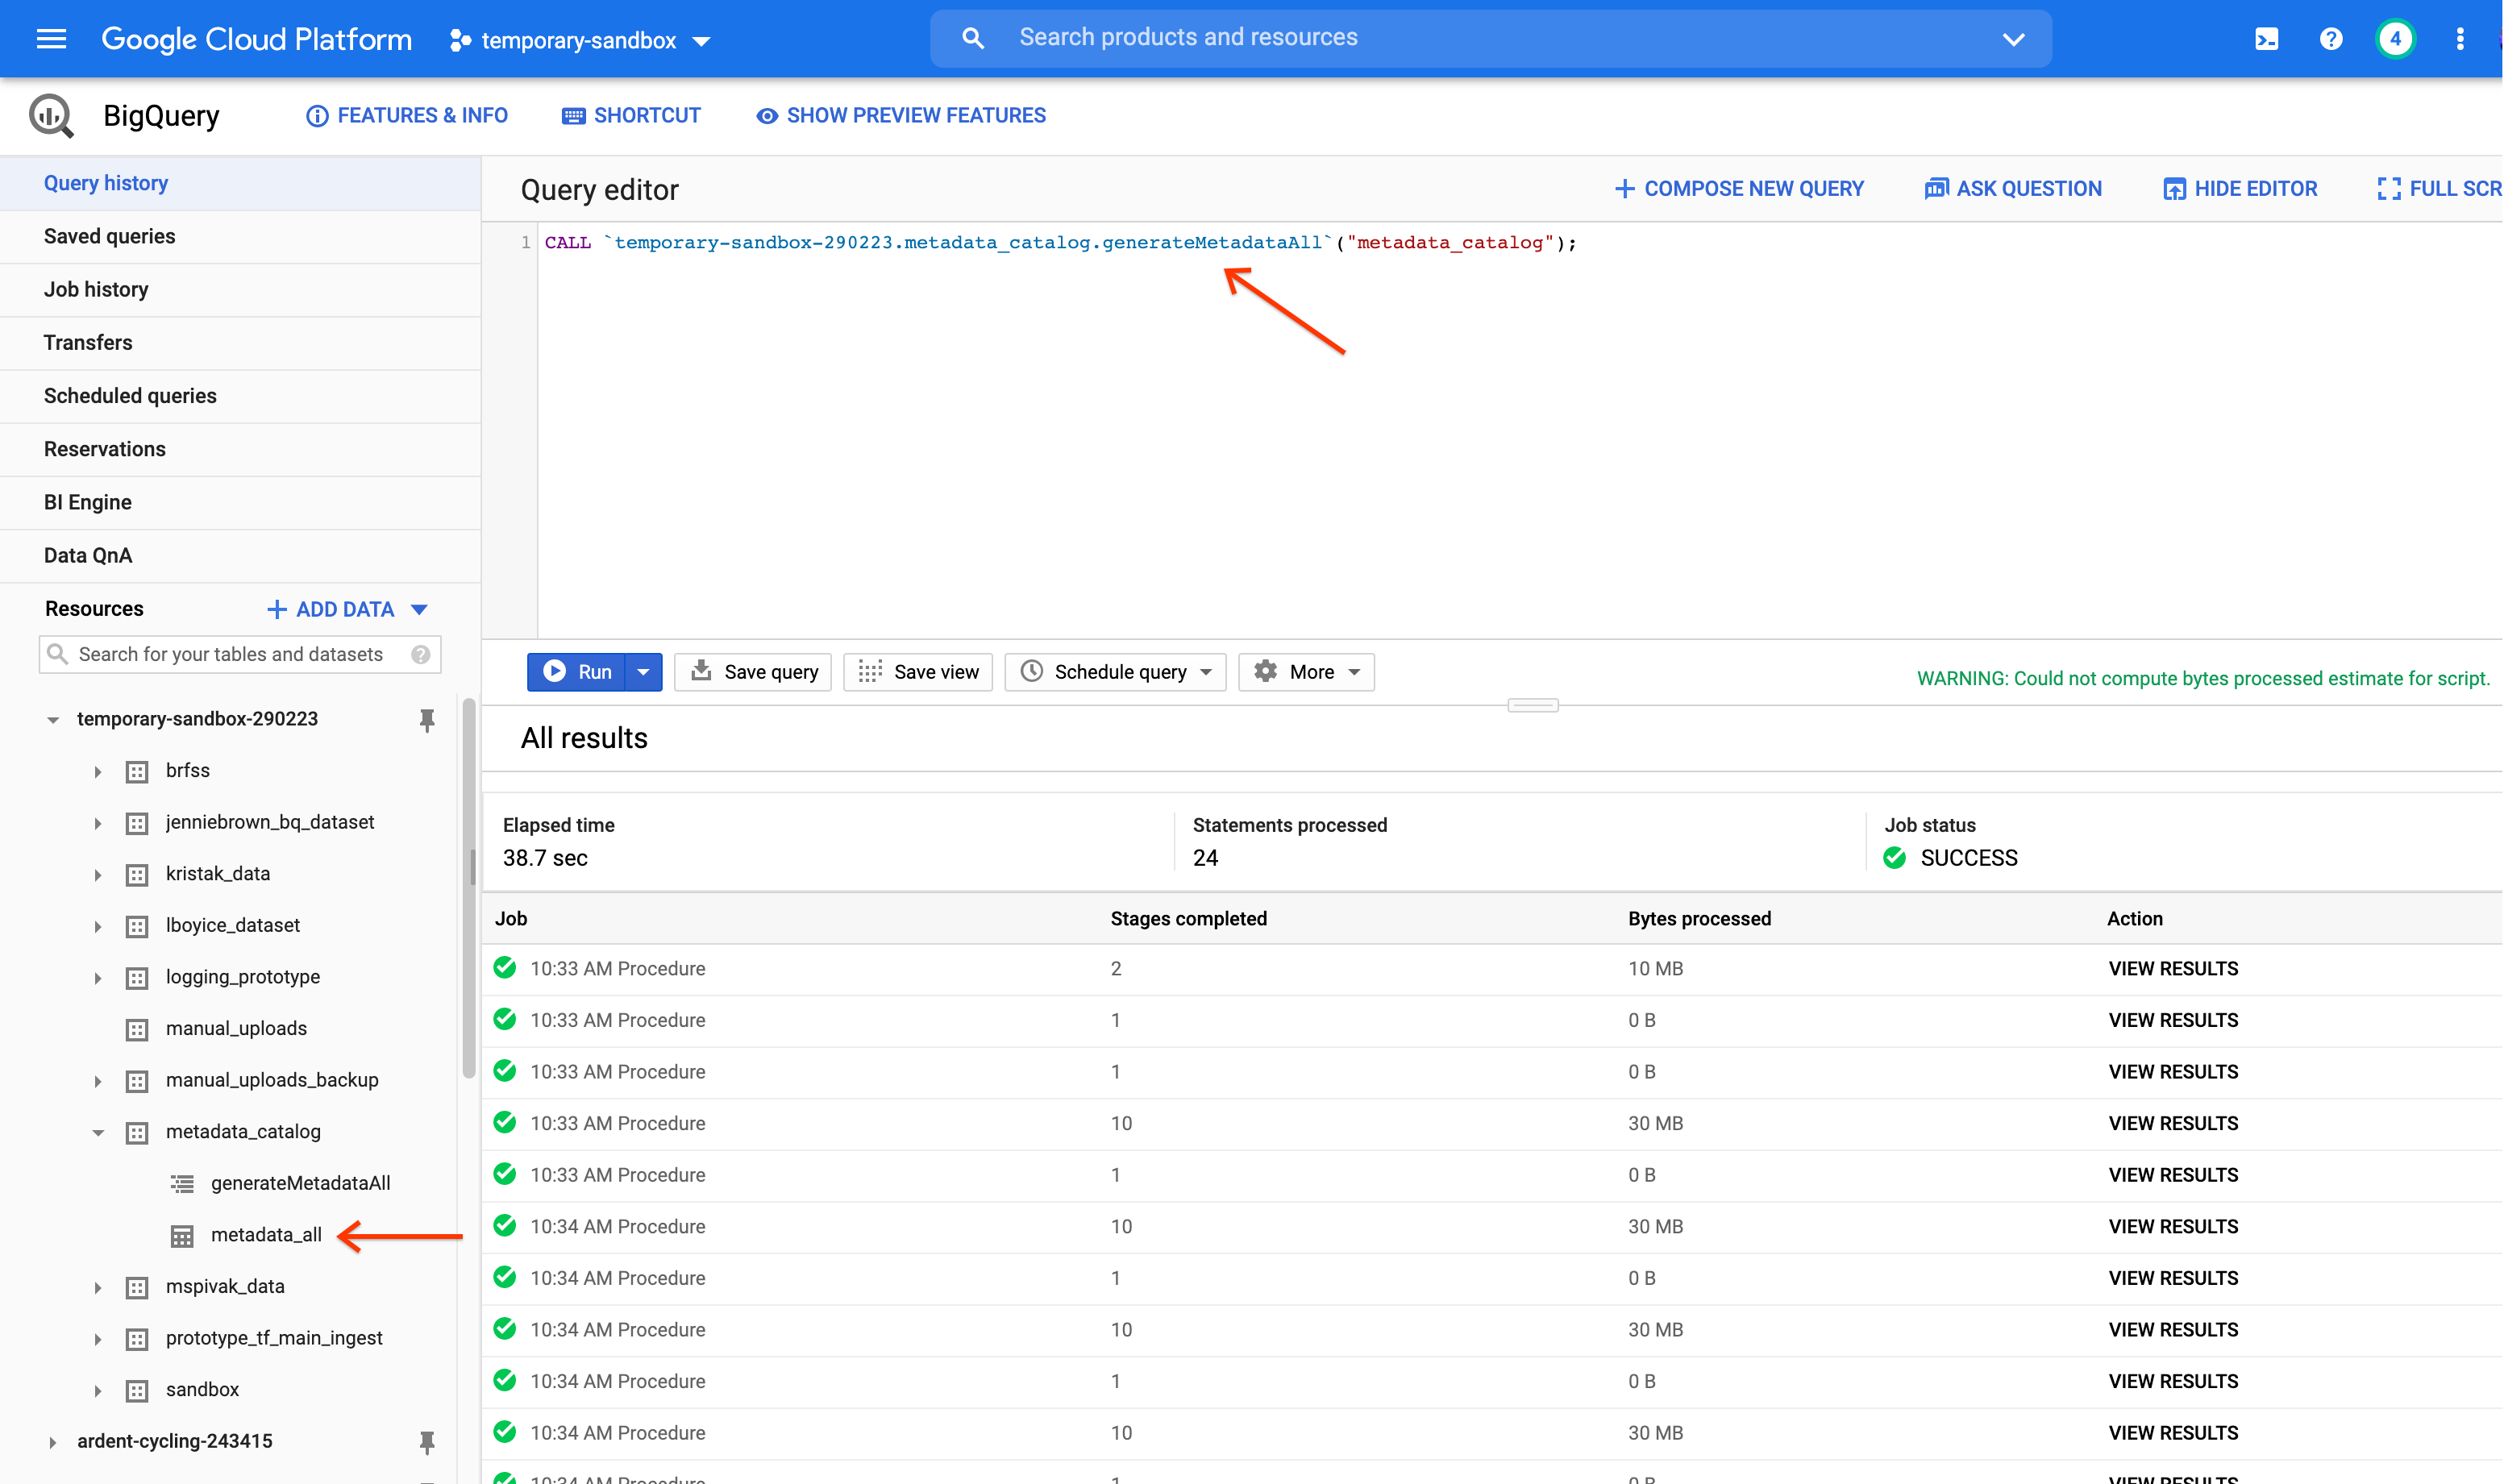 Google Cloud Platform
temporary-sandbox
Search products and resources
4
BigQuery
FEATURES & INFO
SHORTCUT
SHOW PREVIEW FEATURES
Query history
Saved queries
Job history
Transfers
Scheduled queries
Reservations
BI Engine
Data QnA
Resources
ADD DATA
Search for your tables and datasets
temporary-sandbox-290223
brfss
jenniebrown_bq_dataset
kristak_data
lboyice_dataset
logging_prototype
manual_uploads
manual_uploads_backup
metadata_catalog
generateMetadataAll
metadata_all
mspivak_data
prototype_tf_main_ingest
sandbox
ardent-cycling-243415
Query editor
COMPOSE NEW QUERY
ASK QUESTION
HIDE EDITOR
FULL SCR
1 CALL `temporary-sandbox-290223.metadata_catalog.generateMetadataAll`("metadata_catalog");
Run
Save query
Save view
Schedule query
More
WARNING: Could not compute bytes processed estimate for script.
All results
Elapsed time
38.7 sec
Statements processed
24
Job status
SUCCESS
Job Stages completed Bytes processed Action
10:33 AM Procedure 2 10 MB VIEW RESULTS
10:33 AM Procedure 1 0 B VIEW RESULTS
10:33 AM Procedure 1 0 B VIEW RESULTS
10:33 AM Procedure 10 30 MB VIEW RESULTS
10:33 AM Procedure 1 0 B VIEW RESULTS
10:34 AM Procedure 10 30 MB VIEW RESULTS
10:34 AM Procedure 1 0 B VIEW RESULTS
10:34 AM Procedure 10 30 MB VIEW RESULTS
10:34 AM Procedure 1 0 B VIEW RESULTS
10:34 AM Procedure 10 30 MB VIEW RESULTS
10:34 AM Procedure 1 0 B VIEW RESULTS